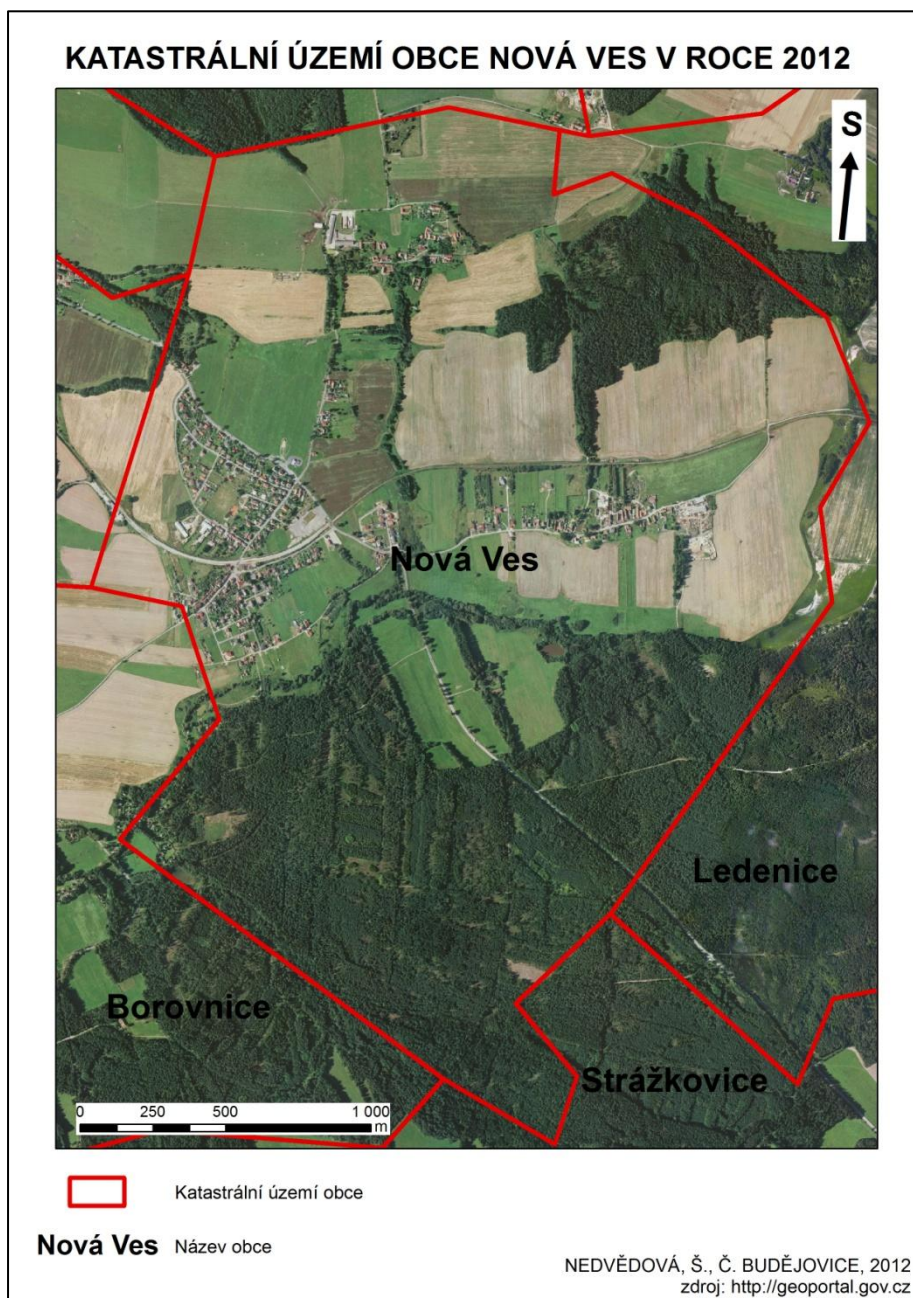 KATASTRÁLNÍ ÚZEMÍ OBCE NOVÁ VES V ROCE 2012
S
Nová Ves
Ledenice
Borovnice
Strážkovice
0 250 500 1 000
m
Katastrální území obce
Nová Ves Název obce
NEDVĚDOVÁ, Š., Č. BUDĚJOVICE, 2012
zdroj: http://geoportal.gov.cz